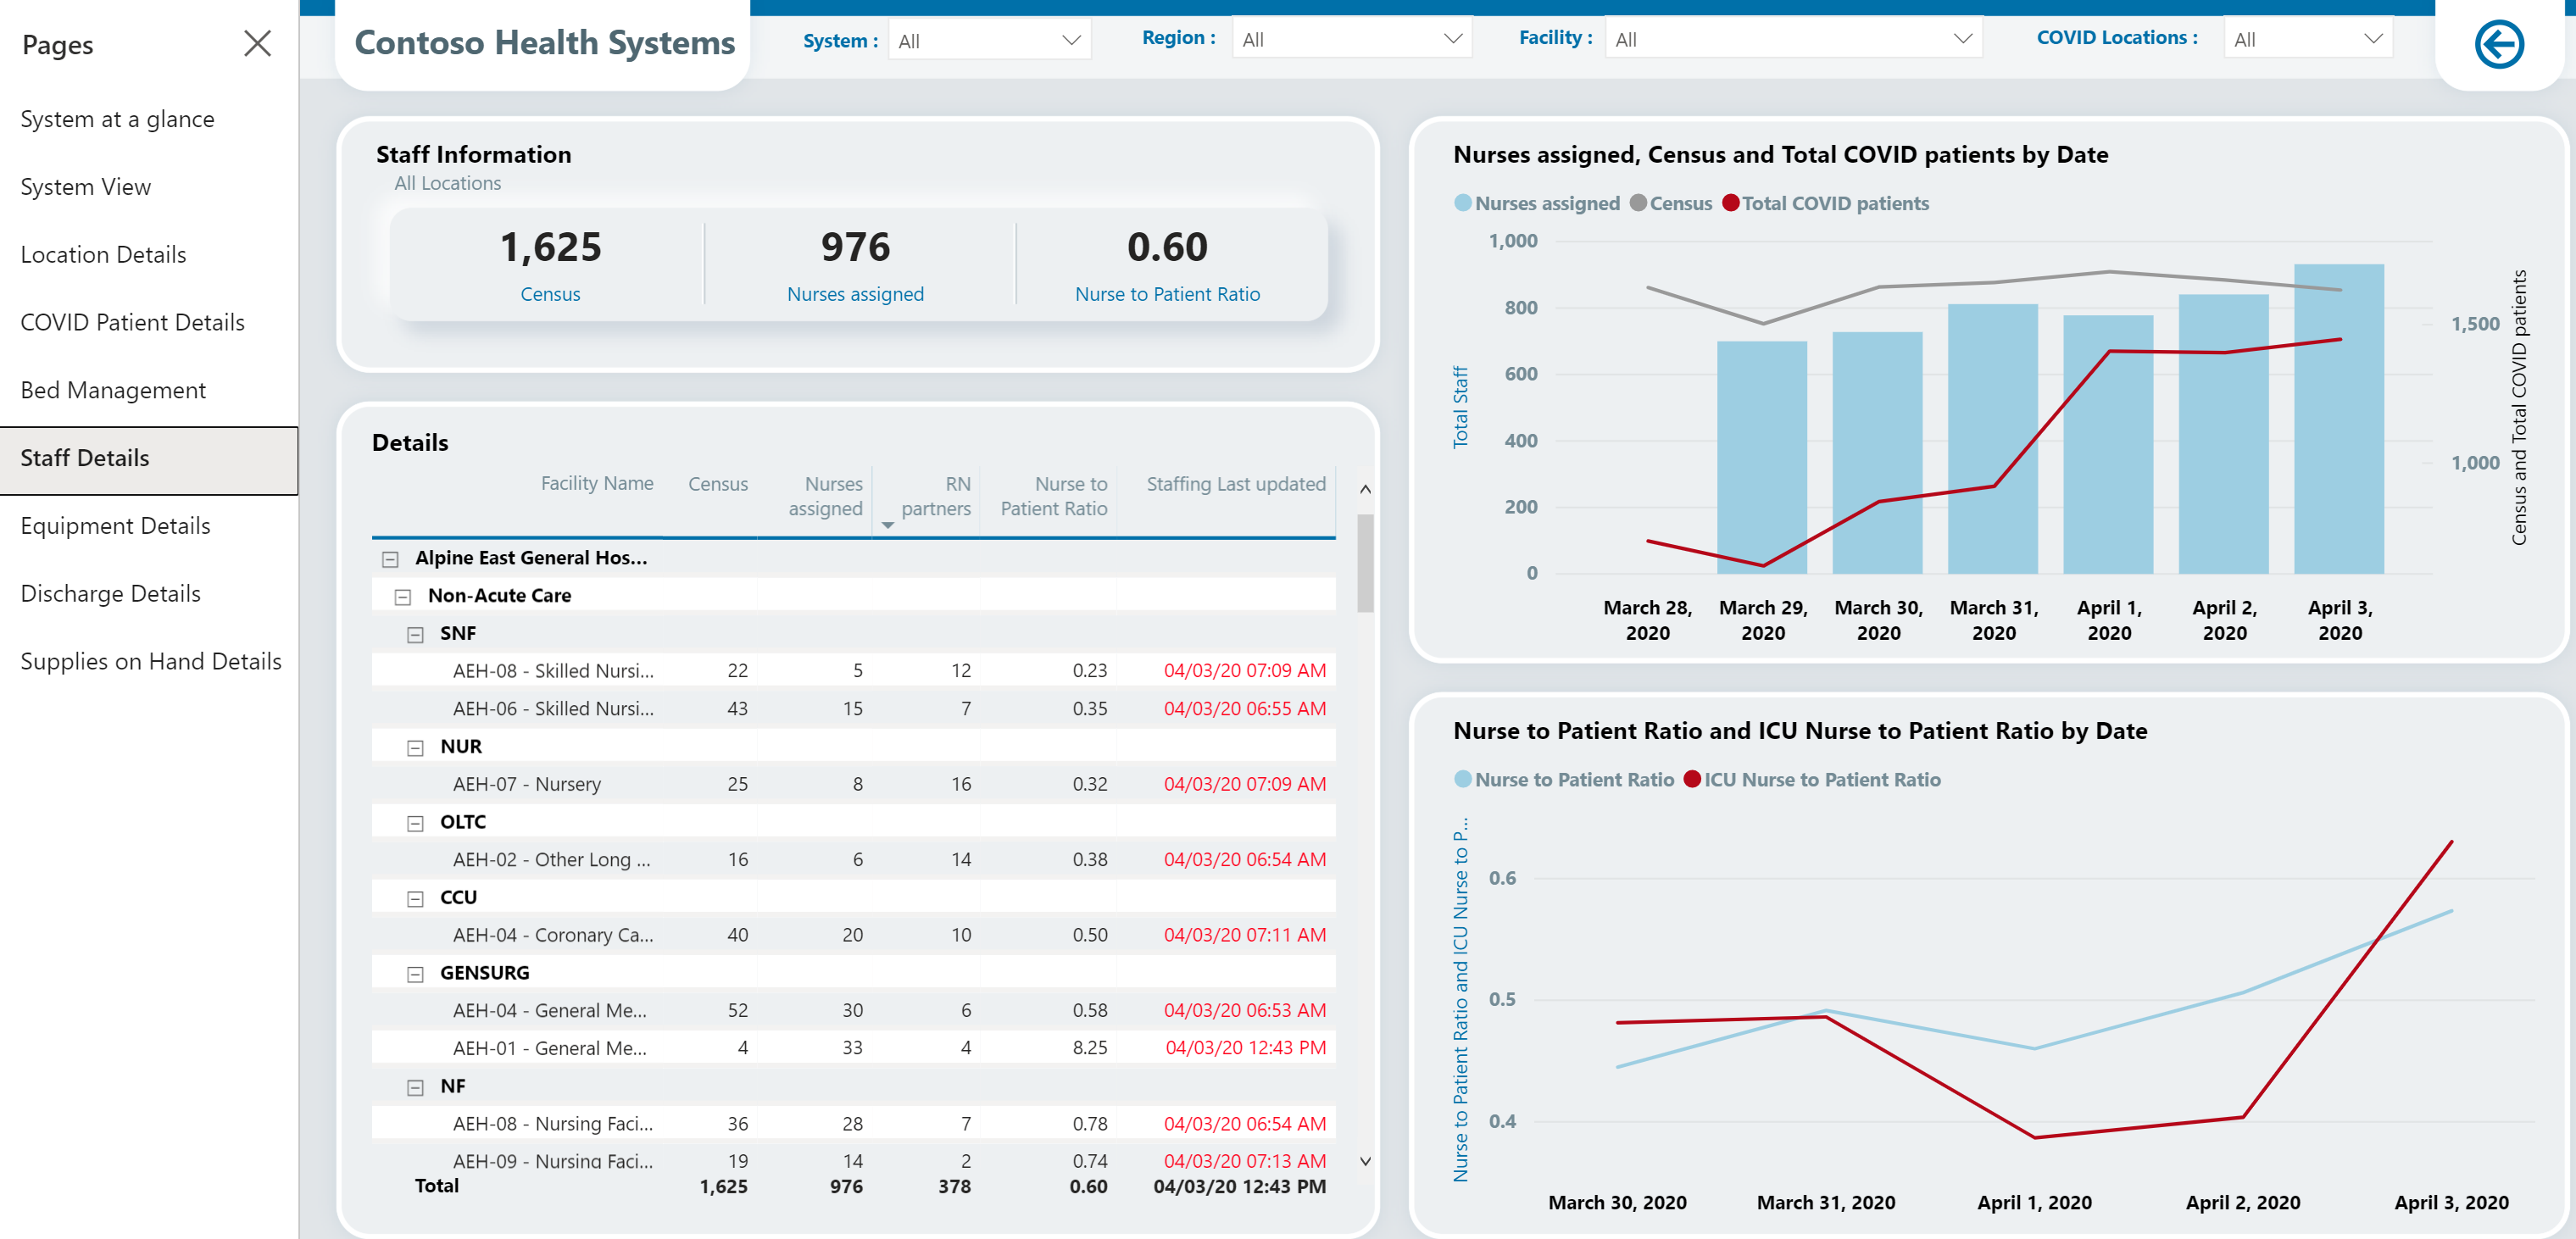 Pages
System at a glance
System View
Location Details
COVID Patient Details
Bed Management
Staff Details
Equipment Details
Discharge Details
Supplies on Hand Details
Contoso Health Systems
System : All
Region : All
Facility : All
COVID Locations : All
Staff Information
All Locations
1,625 976 0.60
Census Nurses assigned Nurse to Patient Ratio
Details
Facility Name Census Nurses assigned RN partners Nurse to Patient Ratio Staffing Last updated
Alpine East General Hos...
Non-Acute Care
SNF
AEH-08 - Skilled Nursi... 22 5 12 0.23 04/03/20 07:09 AM
AEH-06 - Skilled Nursi... 43 15 7 0.35 04/03/20 06:55 AM
NUR
AEH-07 - Nursery 25 8 16 0.32 04/03/20 07:09 AM
OLTC
AEH-02 - Other Long ... 16 6 14 0.38 04/03/20 06:54 AM
CCU
AEH-04 - Coronary Ca... 40 20 10 0.50 04/03/20 07:11 AM
GENSURG
AEH-04 - General Me... 52 30 6 0.58 04/03/20 06:53 AM
AEH-01 - General Me... 4 33 4 8.25 04/03/20 12:43 PM
NF
AEH-08 - Nursing Faci... 36 28 7 0.78 04/03/20 06:54 AM
AEH-09 - Nursing Faci... 19 14 2 0.74 04/03/20 07:13 AM
Total 1,625 976 378 0.60 04/03/20 12:43 PM
Nurses assigned, Census and Total COVID patients by Date
Nurses assigned Census Total COVID patients
Total Staff
1,000
800
600
400
200
0
1,500
1,000
Census and Total COVID patients
March 28, 2020
March 29, 2020
March 30, 2020
March 31, 2020
April 1, 2020
April 2, 2020
April 3, 2020
Nurse to Patient Ratio and ICU Nurse to Patient Ratio by Date
Nurse to Patient Ratio ICU Nurse to Patient Ratio
Nurse to Patient Ratio and ICU Nurse to P...
0.6
0.5
0.4
March 30, 2020 March 31, 2020 April 1, 2020 April 2, 2020 April 3, 2020